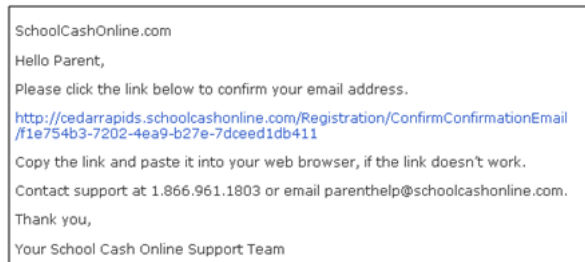 SchoolCashOnline.com
Hello Parent,
Please click the link below to confirm your email address.
http://cedarrapids.schoolcashonline.com/Registration/ConfirmConfirmationEmail
/f1e754b3-7202-4ea9-b27e-7dceed1db411
Copy the link and paste it into your web browser, if the link doesn't work.
Contact support at 1.866.961.1803 or email parenthelp@schoolcashonline.com.
Thank you,
Your School Cash Online Support Team